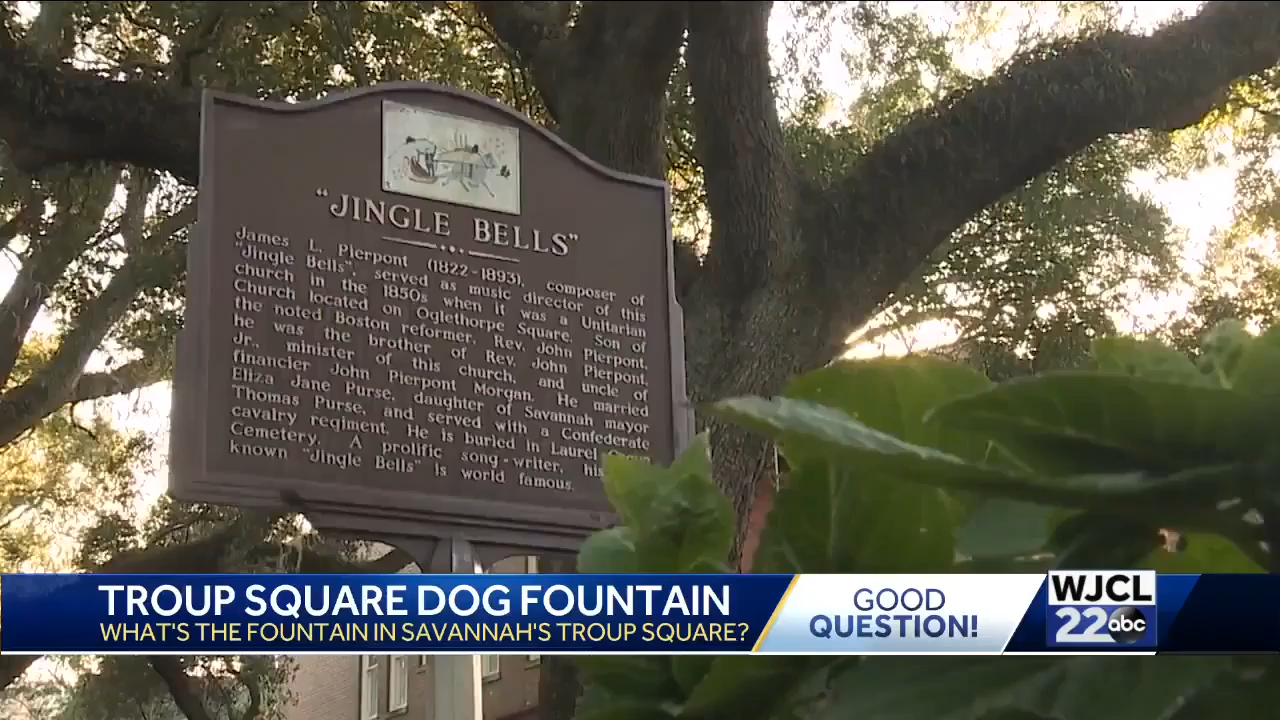 "JINGLE BELLS"
James L. Pierpont (1822-1893), composer of
"Jingle Bells", served as music director of this
church in the 1850s when it was a Unitarian
Church located on Oglethorpe Square. Son of
the noted Boston reformer, Rev. John Pierpont,
he was the brother of Rev. John Pierpont,
Jr., minister of this church, and uncle of
financier John Pierpont Morgan. He married
Eliza Jane Purse, daughter of Savannah mayor
Thomas Purse, and served with a Confederate
cavalry regiment. He is buried in Laurel
Cemetery. A prolific song-writer, his
known "Jingle Bells" is world famous.
TROUP SQUARE DOG FOUNTAIN
WHAT'S THE FOUNTAIN IN SAVANNAH'S TROUP SQUARE?
GOOD
QUESTION!
WJCL
22 abc